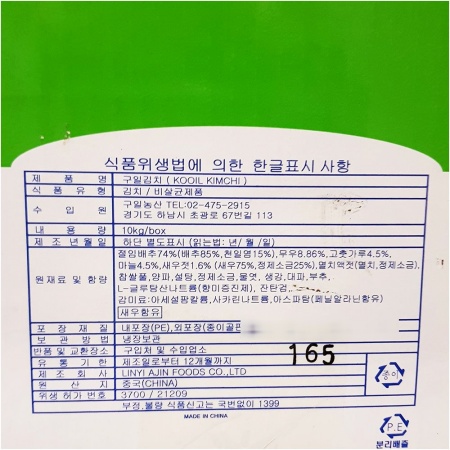 식품위생법에 의한 한글표시 사항
제 품 명 구일김치 ( KOOIL KIMCHI )
식 품 유 형 김치 / 비살균제품
수 입 원 구일농산 TEL:02-475-2915
경기도 하남시 초광로 67번길 113
내 용 량 10kg/box
제 조 년 월 일 하단 별도표시 (읽는법: 년/ 월 /일)
원재료 및 함량 절임배추74%(배추85%,천일염15%),무우8.86%,고춧가루4.5%,
마늘4.5%,새우젓1.6% (새우75%,정제소금25%),멸치액젓(멸치,정제소금),
찹쌀풀,양파,설탕,정제소금,물엿, 생강,대파,부추,
L-글루탐산나트륨(향미증진제), 잔탄검,
감미료:아세설팜칼륨,사카린나트륨,아스파탐(페닐알라닌함유)
새우함유
포 장 재 질 내포장(PE),외포장(종이골판
보 관 방 법 냉장보관
반품 및 교환장소 구입처 및 수입업소
유 통 기 한 제조일로부터 12개월까지
165
제 조 회 사 LINYI AJIN FOODS CO.,LTD
원 산 지 중국(CHINA)
위생 허가 번호 3700 / 21209
부정,불량 식품신고는 국번없이 1399
MADE IN CHINA
종이
P.E
분리배출